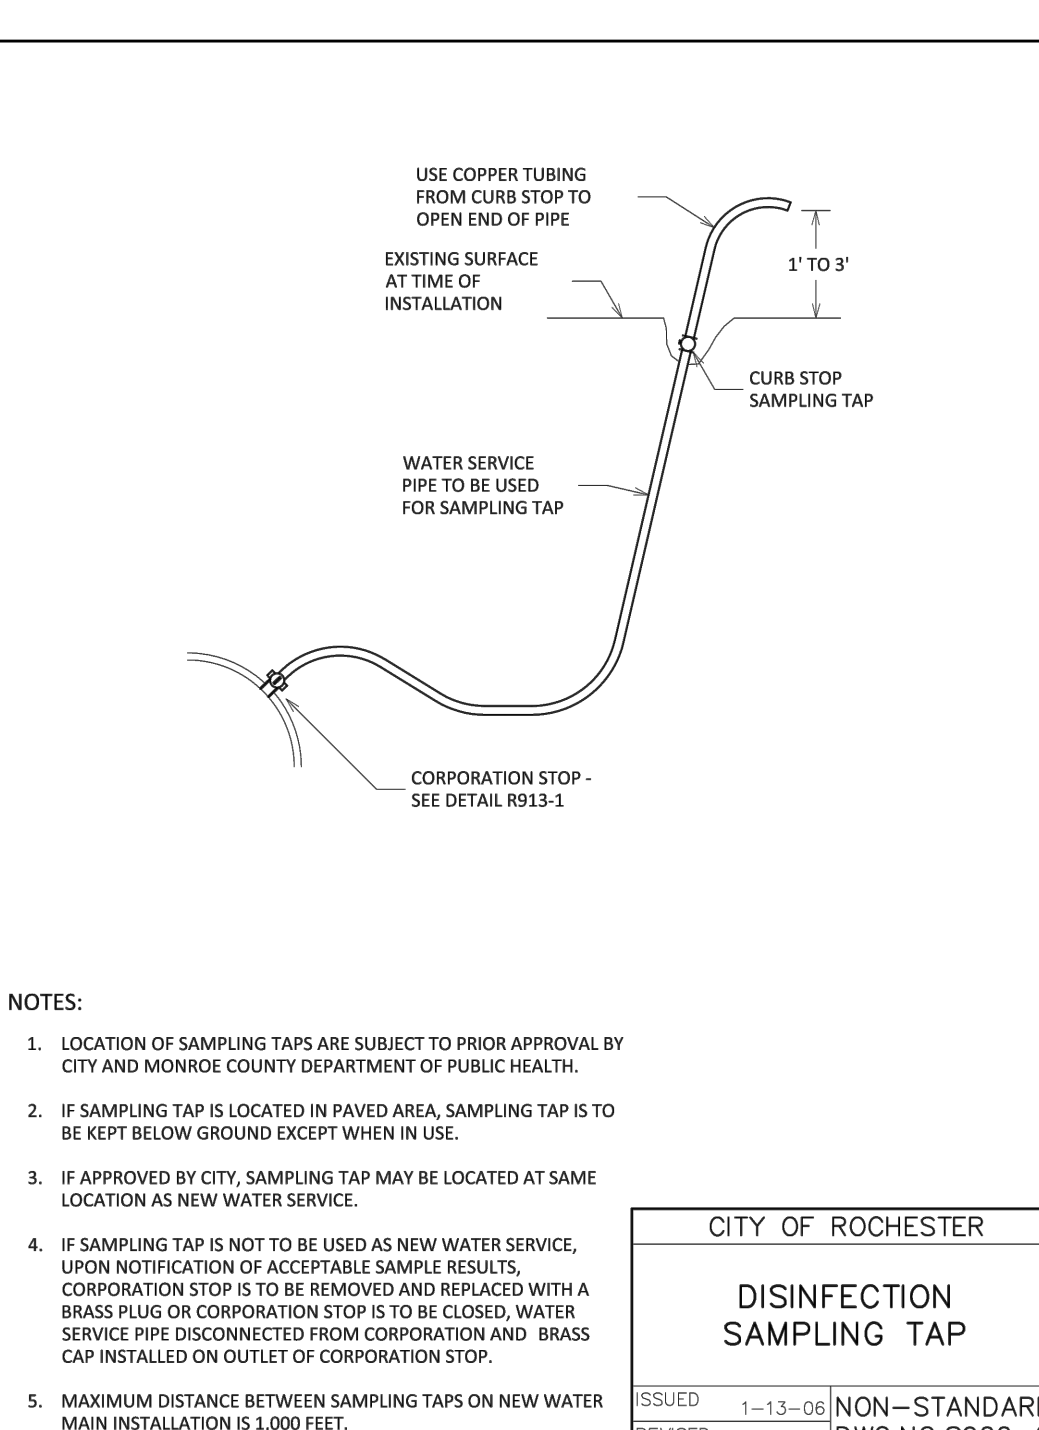 USE COPPER TUBING
FROM CURB STOP TO
OPEN END OF PIPE
EXISTING SURFACE
AT TIME OF
INSTALLATION
1' TO 3'
CURB STOP
SAMPLING TAP
WATER SERVICE
PIPE TO BE USED
FOR SAMPLING TAP
CORPORATION STOP -
SEE DETAIL R913-1
NOTES:
1. LOCATION OF SAMPLING TAPS ARE SUBJECT TO PRIOR APPROVAL BY
CITY AND MONROE COUNTY DEPARTMENT OF PUBLIC HEALTH.
2. IF SAMPLING TAP IS LOCATED IN PAVED AREA, SAMPLING TAP IS TO
BE KEPT BELOW GROUND EXCEPT WHEN IN USE.
3. IF APPROVED BY CITY, SAMPLING TAP MAY BE LOCATED AT SAME
LOCATION AS NEW WATER SERVICE.
4. IF SAMPLING TAP IS NOT TO BE USED AS NEW WATER SERVICE,
UPON NOTIFICATION OF ACCEPTABLE SAMPLE RESULTS,
CORPORATION STOP IS TO BE REMOVED AND REPLACED WITH A
BRASS PLUG OR CORPORATION STOP IS TO BE CLOSED, WATER
SERVICE PIPE DISCONNECTED FROM CORPORATION AND BRASS
CAP INSTALLED ON OUTLET OF CORPORATION STOP.
5. MAXIMUM DISTANCE BETWEEN SAMPLING TAPS ON NEW WATER
MAIN INSTALLATION IS 1,000 FEET.
CITY OF ROCHESTER
DISINFECTION
SAMPLING TAP
ISSUED 1-13-06
NON-STANDARD